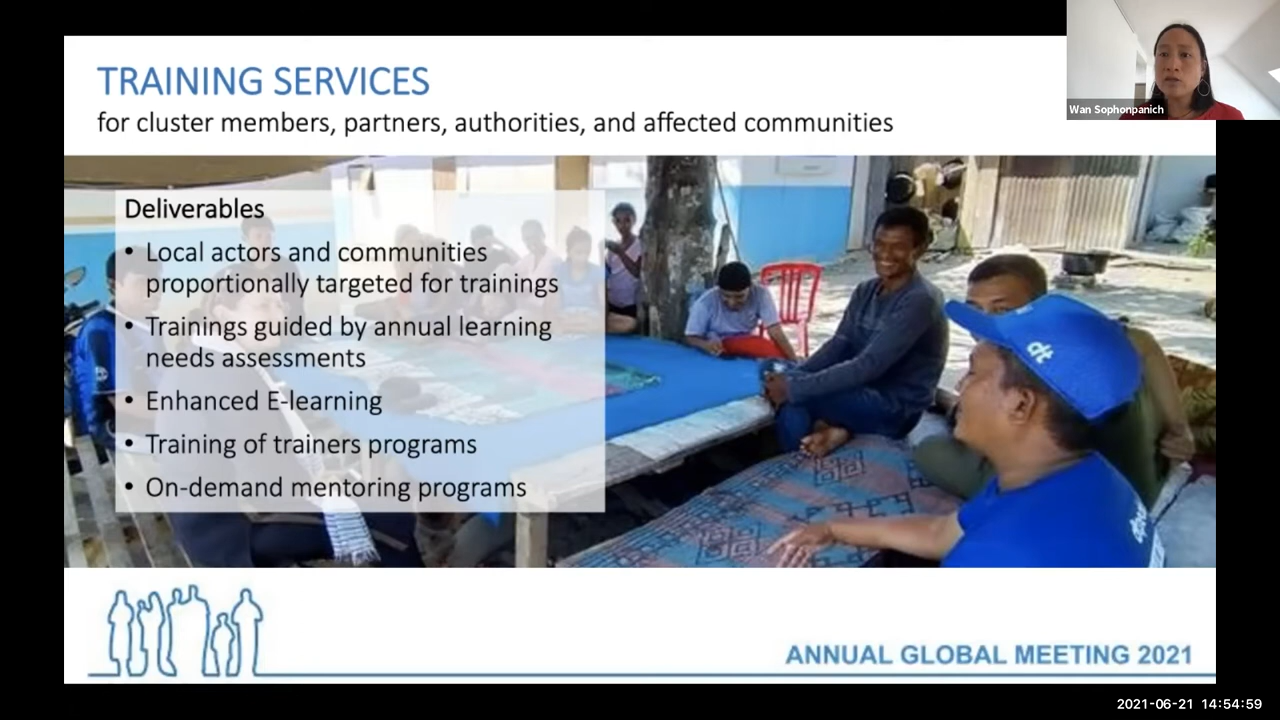 TRAINING SERVICES
for cluster members, partners, authorities, and affected communities
Wan Sophonpanich
Deliverables
• Local actors and communities
proportionally targeted for trainings
• Trainings guided by annual learning
needs assessments
• Enhanced E-learning
• Training of trainers programs
• On-demand mentoring programs
dt
ANNUAL GLOBAL MEETING 2021
2021-06-21 14:54:59